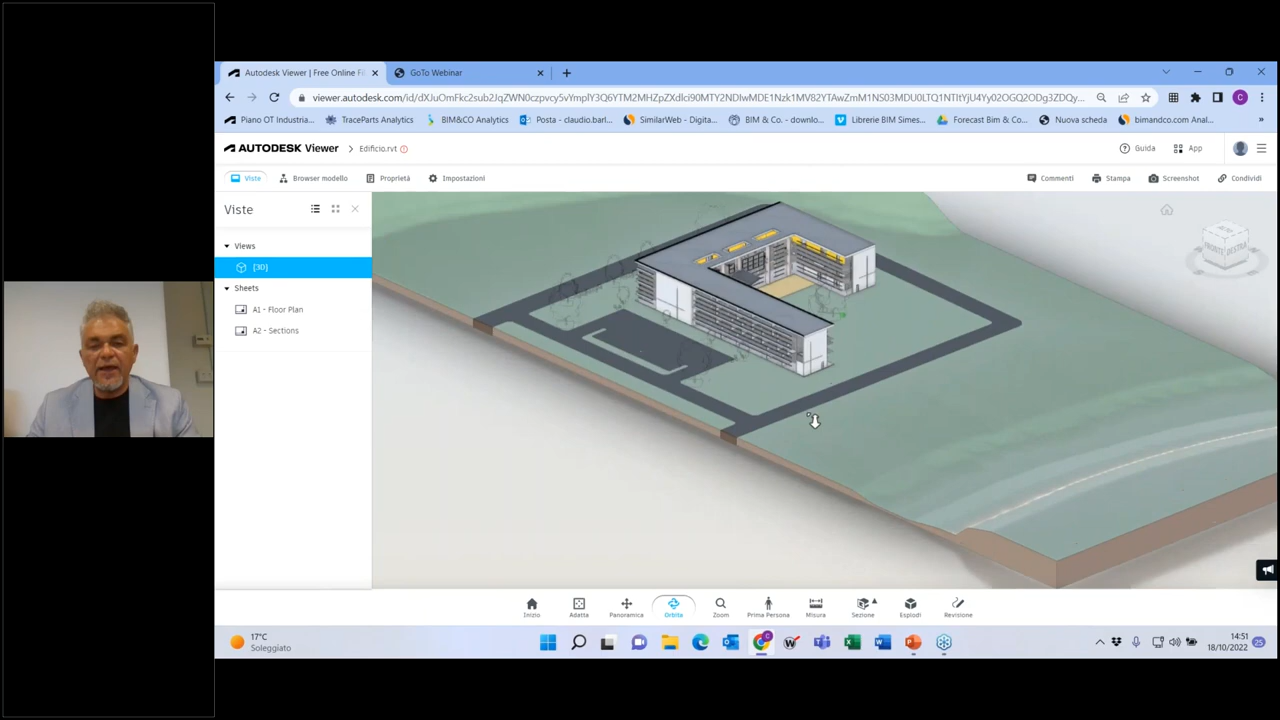 Autodesk Viewer | Free Online Fi
GoTo Webinar
viewer.autodesk.com/id/
Piano OT Industria...
TraceParts Analytics
BIM&CO Analytics
Posta - claudio.barl...
SimilarWeb - Digita...
BIM & Co. - downlo...
Librerie BIM Simes...
Forecast Bim & Co...
Nuova scheda
bimandco.com Anal...
»
C
AUTODESK Viewer
Edificio.rvt
Guida
App
Viste
Browser modello
Proprietà
Impostazioni
Commenti
Stampa
Screenshot
Condividi
Viste
Views
[3D]
Sheets
A1 - Floor Plan
A2 - Sections
FRONTE
DESTRA
Inizio
Adatta
Panoramica
Orbita
Zoom
Prima Persona
Misura
Sezione
Esplodi
Revisione
17°C
Soleggiato
14:51
18/10/2022
25